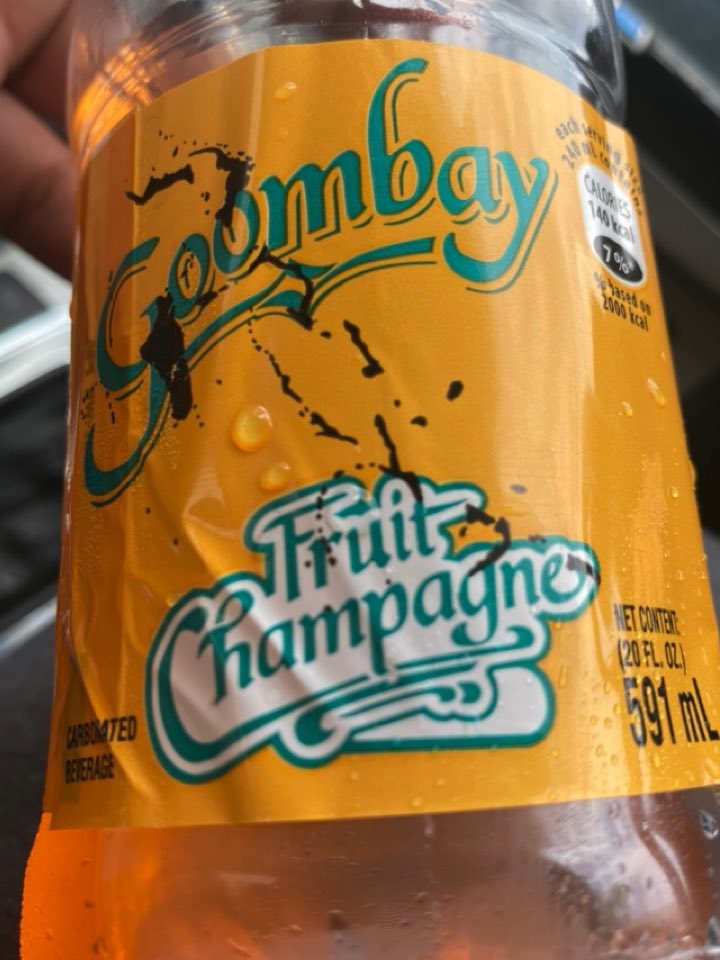 Goombay
each serving
240 mL contains
CALORIES
140 kcal
7%*
% based on
2000 kcal
Fruit
Champagne
NET CONTENT:
(20 FL. OZ.)
591 mL
CARBONATED
BEVERAGE